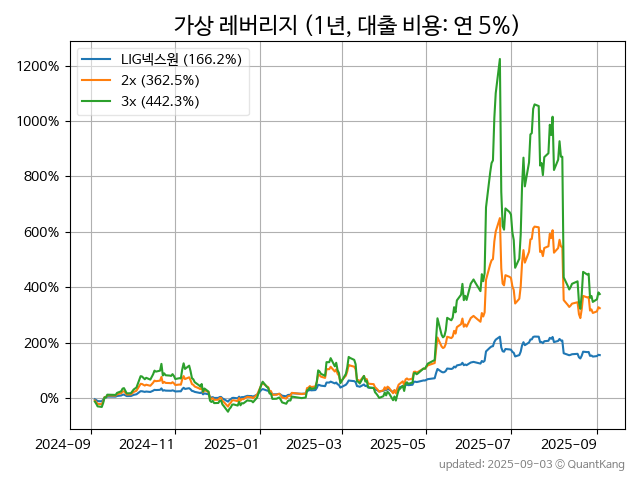 가상 레버리지 (1년, 대출 비용: 연 5%)
LIG넥스원 (166.2%)
2x (362.5%)
3x (442.3%)
1200%
1000%
800%
600%
400%
200%
0%
2024-09 2024-11 2025-01 2025-03 2025-05 2025-07 2025-09
updated: 2025-09-03 © QuantKang